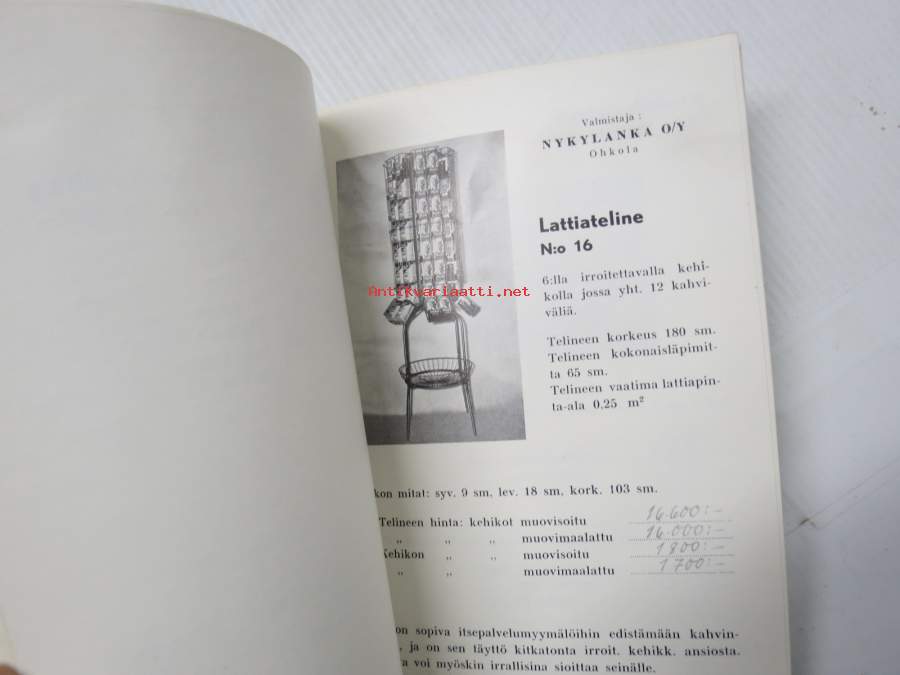 Valmistaja :
NYKYLANKA O/Y
Ohkola
Lattiateline
N:o 16
6:lla irroitettavalla kehi-
kolla jossa yht. 12 kahvi-
väliä.
Telineen korkeus 180 sm.
Telineen kokonaisläpimit-
ta 65 sm.
Telineen vaatima lattiapin-
ta-ala 0,25 m²
Antikvariaatti.net
kon mitat: syv. 9 sm, lev. 18 sm, kork. 103 sm.
Telineen hinta: kehikot muovisoitu 16.600:-
„ „ „ muovimaalattu 16.000:-
Kehikon „ „ muovisoitu 1800:-
„ „ muovimaalattu 1700:-
on sopiva itsepalvelumyymälöihin edistämään kahvin-
, ja on sen täyttö kitkatonta irroit. kehikk. ansiosta.
a voi myöskin irrallisina sioittaa seinälle.